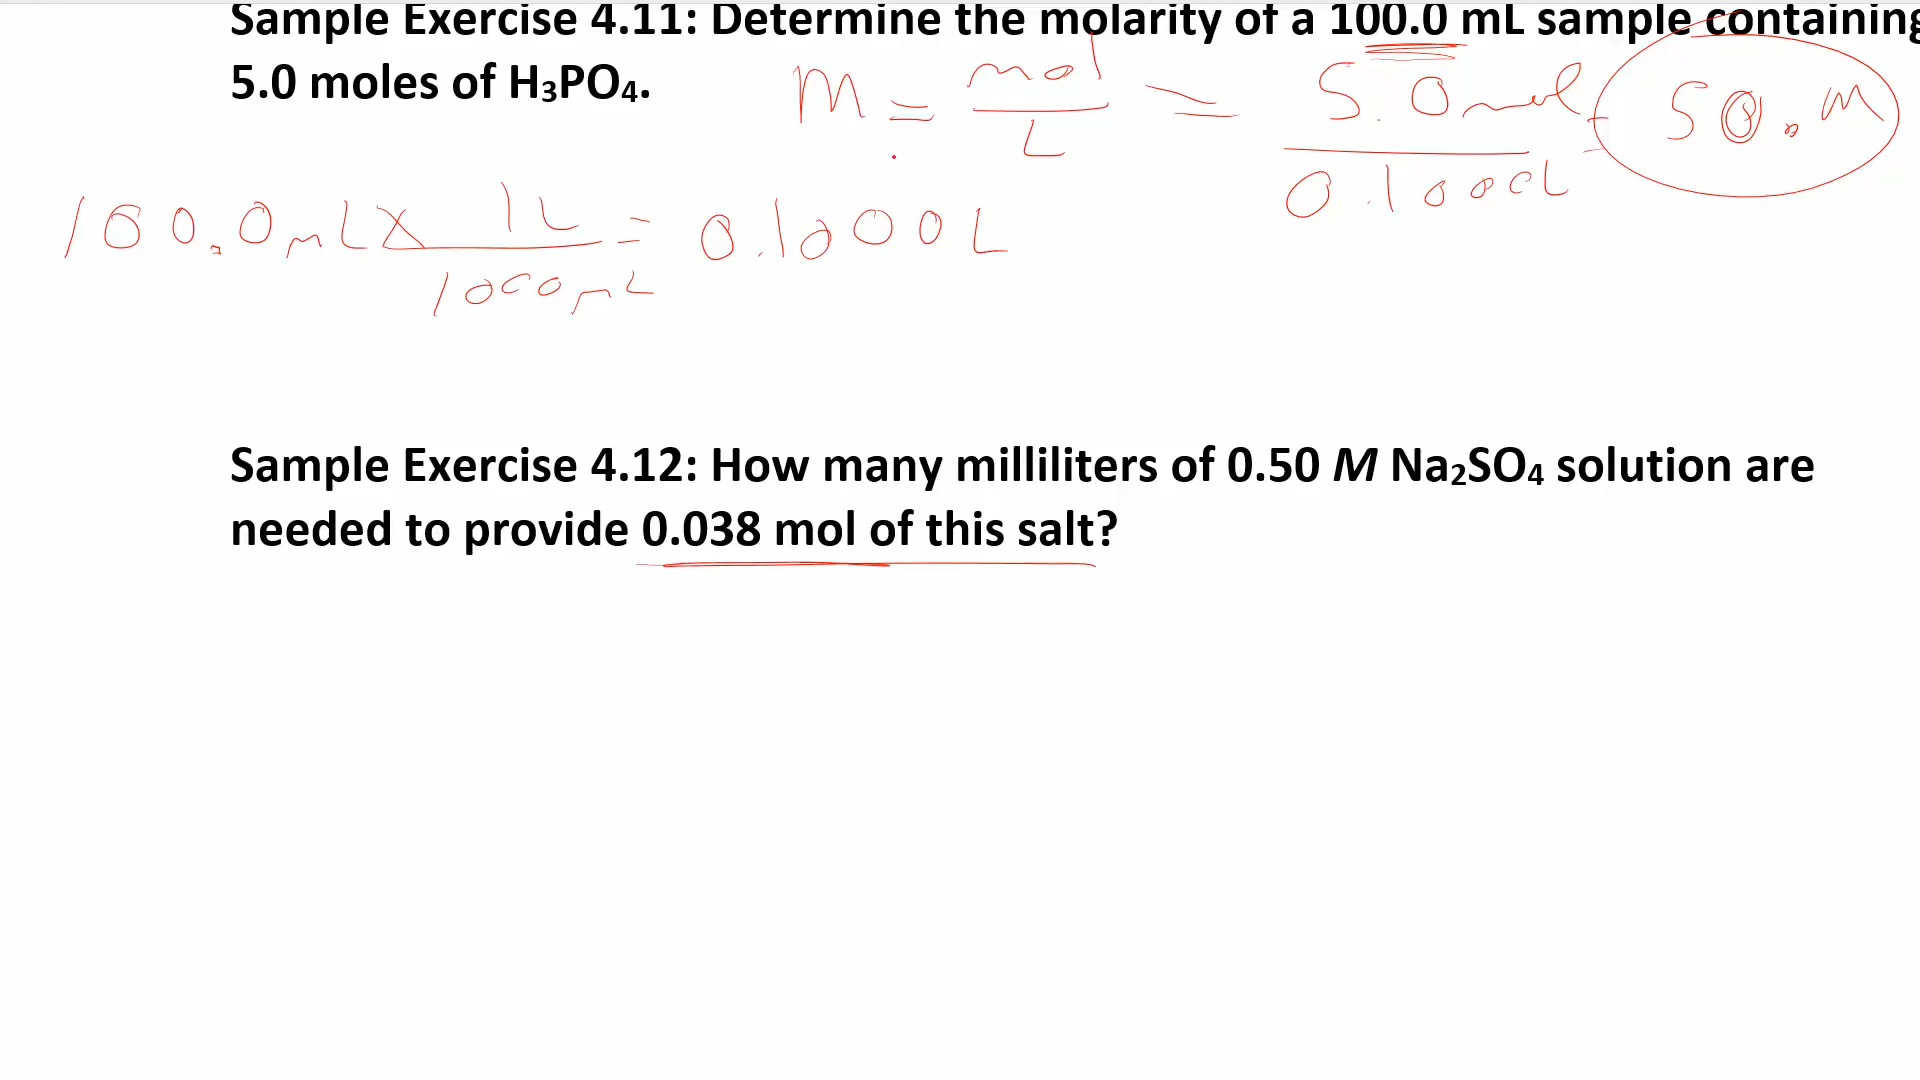 Sample Exercise 4.11: Determine the molarity of a 100.0 mL sample containing
5.0 moles of H₃PO₄.
M = mol / L = 5.0 mol / 0.1000L = 50. M
100.0 mL x 1L / 1000 mL = 0.1000 L
Sample Exercise 4.12: How many milliliters of 0.50 M Na₂SO₄ solution are
needed to provide 0.038 mol of this salt?